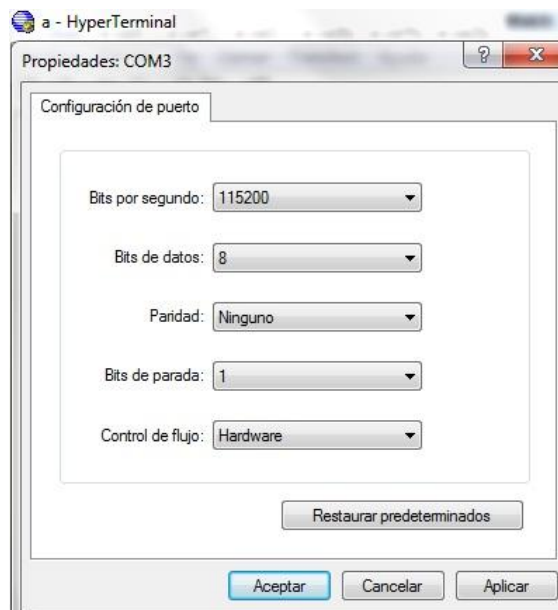 a - HyperTerminal
Propiedades: COM3
?
X
Configuración de puerto
Bits por segundo: 115200
Bits de datos: 8
Paridad: Ninguno
Bits de parada: 1
Control de flujo: Hardware
Restaurar predeterminados
Aceptar Cancelar Aplicar